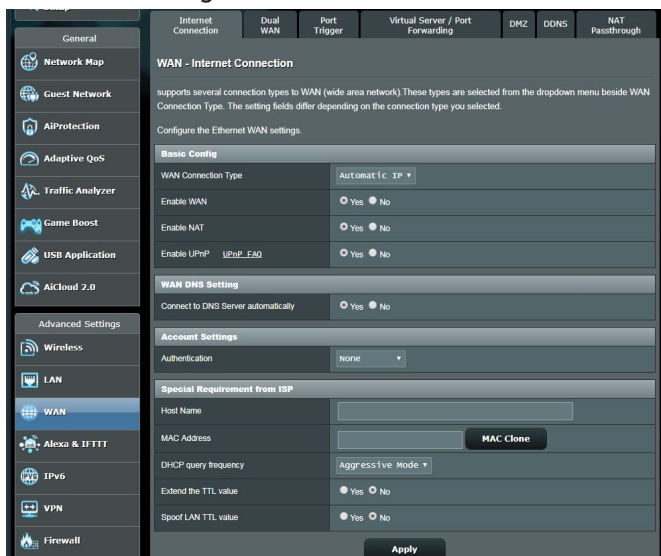 General
Network Map
Guest Network
AiProtection
Adaptive QoS
Traffic Analyzer
Game Boost
USB Application
AiCloud 2.0
Advanced Settings
Wireless
LAN
WAN
Alexa & IFTTT
IPv6
VPN
Firewall
Internet Connection
Dual WAN
Port Trigger
Virtual Server / Port Forwarding
DMZ
DDNS
NAT Passthrough
WAN - Internet Connection
supports several connection types to WAN (wide area network).These types are selected from the dropdown menu beside WAN
Connection Type. The setting fields differ depending on the connection type you selected.
Configure the Ethernet WAN settings.
Basic Config
WAN Connection Type Automatic IP
Enable WAN Yes No
Enable NAT Yes No
Enable UPnP UPnP FAQ Yes No
WAN DNS Setting
Connect to DNS Server automatically Yes No
Account Settings
Authentication None
Special Requirement from ISP
Host Name
MAC Address MAC Clone
DHCP query frequency Aggressive Mode
Extend the TTL value Yes No
Spoof LAN TTL value Yes No
Apply